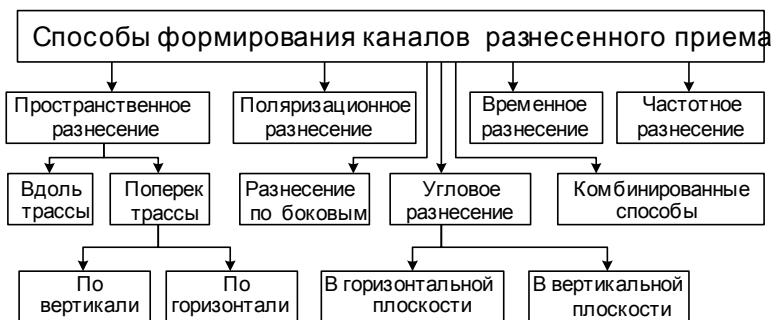 Способы формирования каналов разнесенного приема
Пространственное
разнесение
Поляризационное
разнесение
Временное
разнесение
Частотное
разнесение
Вдоль
трассы
Поперек
трассы
Разнесение
по боковым
Угловое
разнесение
Комбинированные
способы
По
вертикали
По
горизонтали
В горизонтальной
плоскости
В вертикальной
плоскости